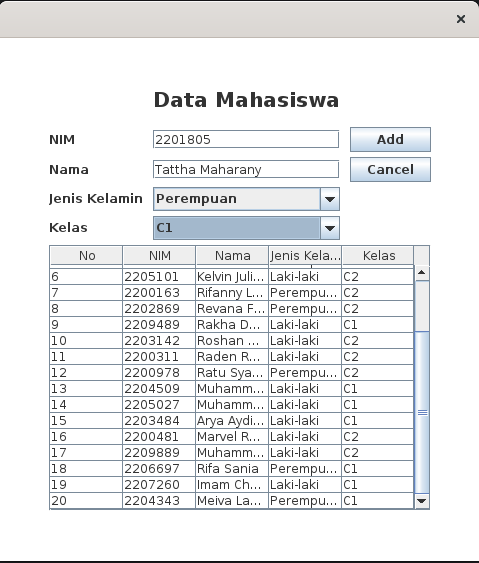 Data Mahasiswa
NIM 2201805 Add
Nama Tattha Maharany Cancel
Jenis Kelamin Perempuan
Kelas C1
No NIM Nama Jenis Kela... Kelas
6 2205101 Kelvin Juli... Laki-laki C2
7 2200163 Rifanny L... Perempu... C2
8 2202869 Revana F... Perempu... C2
9 2209489 Rakha D... Laki-laki C1
10 2203142 Roshan ... Laki-laki C2
11 2200311 Raden R... Laki-laki C2
12 2200978 Ratu Sya... Perempu... C2
13 2204509 Muhamm... Laki-laki C1
14 2205027 Muhamm... Laki-laki C1
15 2203484 Arya Aydi... Laki-laki C1
16 2200481 Marvel R... Laki-laki C2
17 2209889 Muhamm... Laki-laki C2
18 2206697 Rifa Sania Perempu... C1
19 2207260 Imam Ch... Laki-laki C1
20 2204343 Meiva La... Perempu... C1